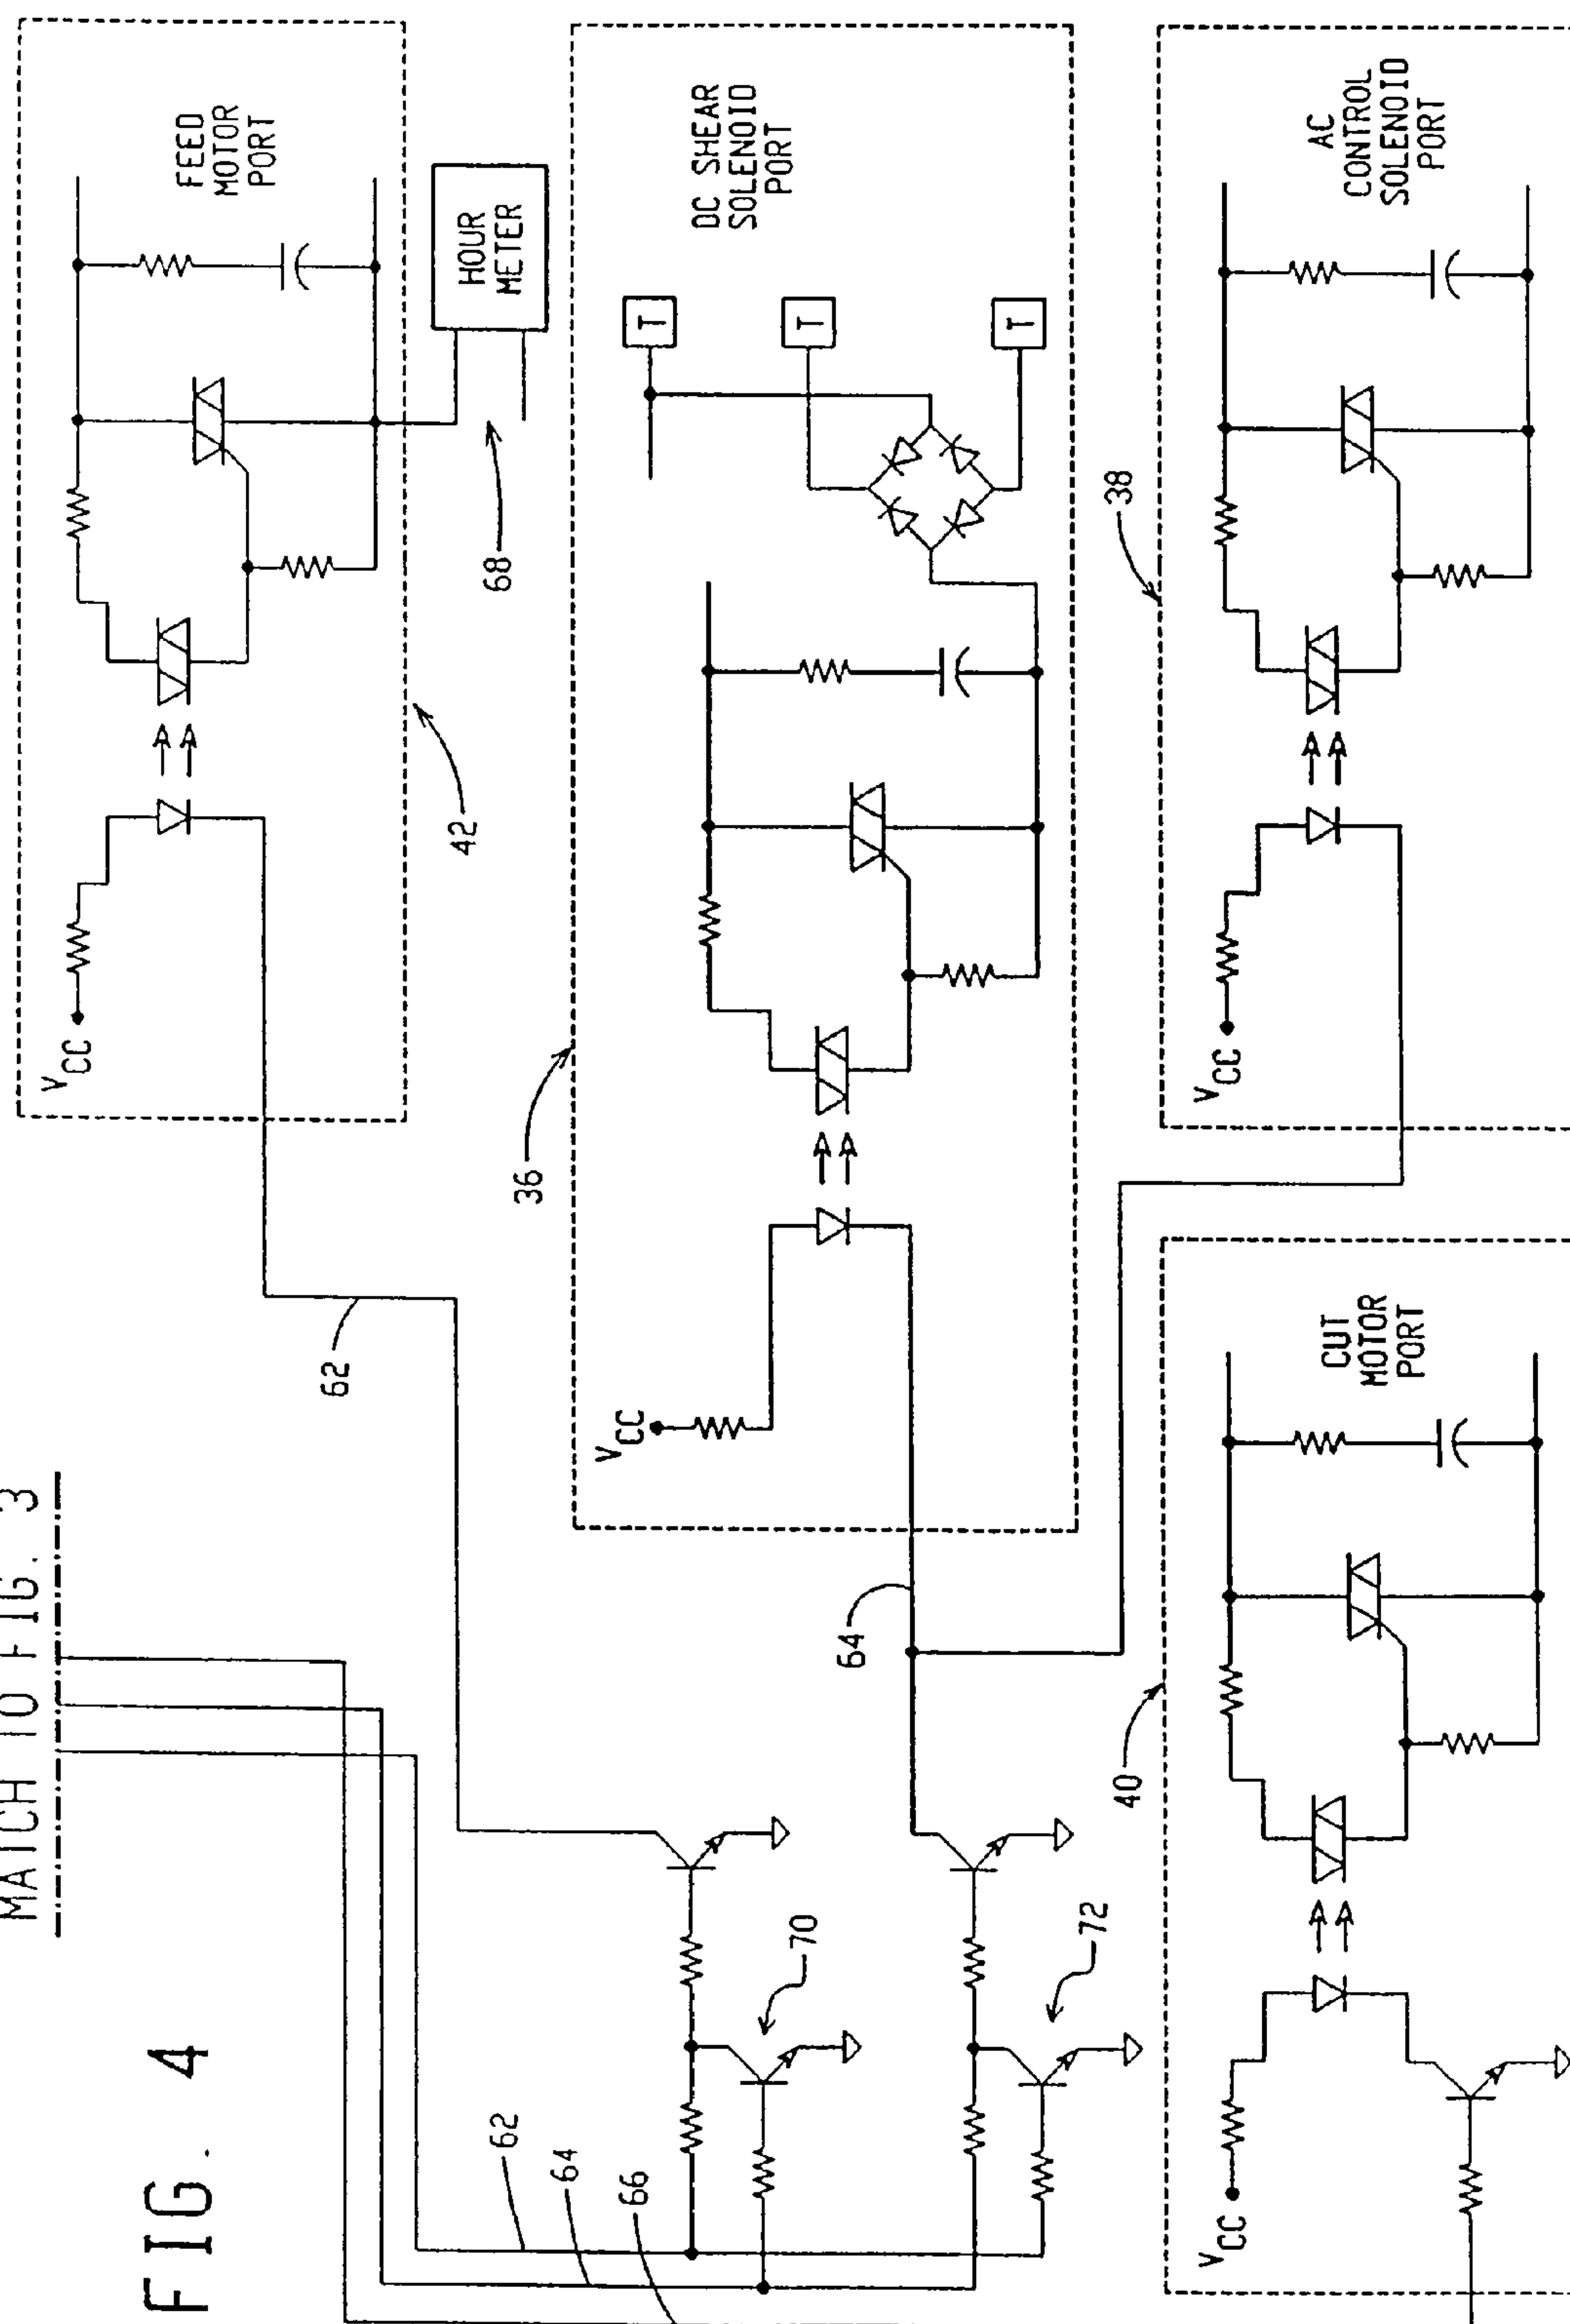 FIG. 4
MATCH TO FIG. 3
62
64
66
70
72
62
64
VCC
FEED
MOTOR
PORT
42
HOUR
METER
68
36
VCC
DC SHEAR
SOLENOID
PORT
T
T
T
38
VCC
AC
CONTROL
SOLENOID
PORT
40
VCC
CUT
MOTOR
PORT